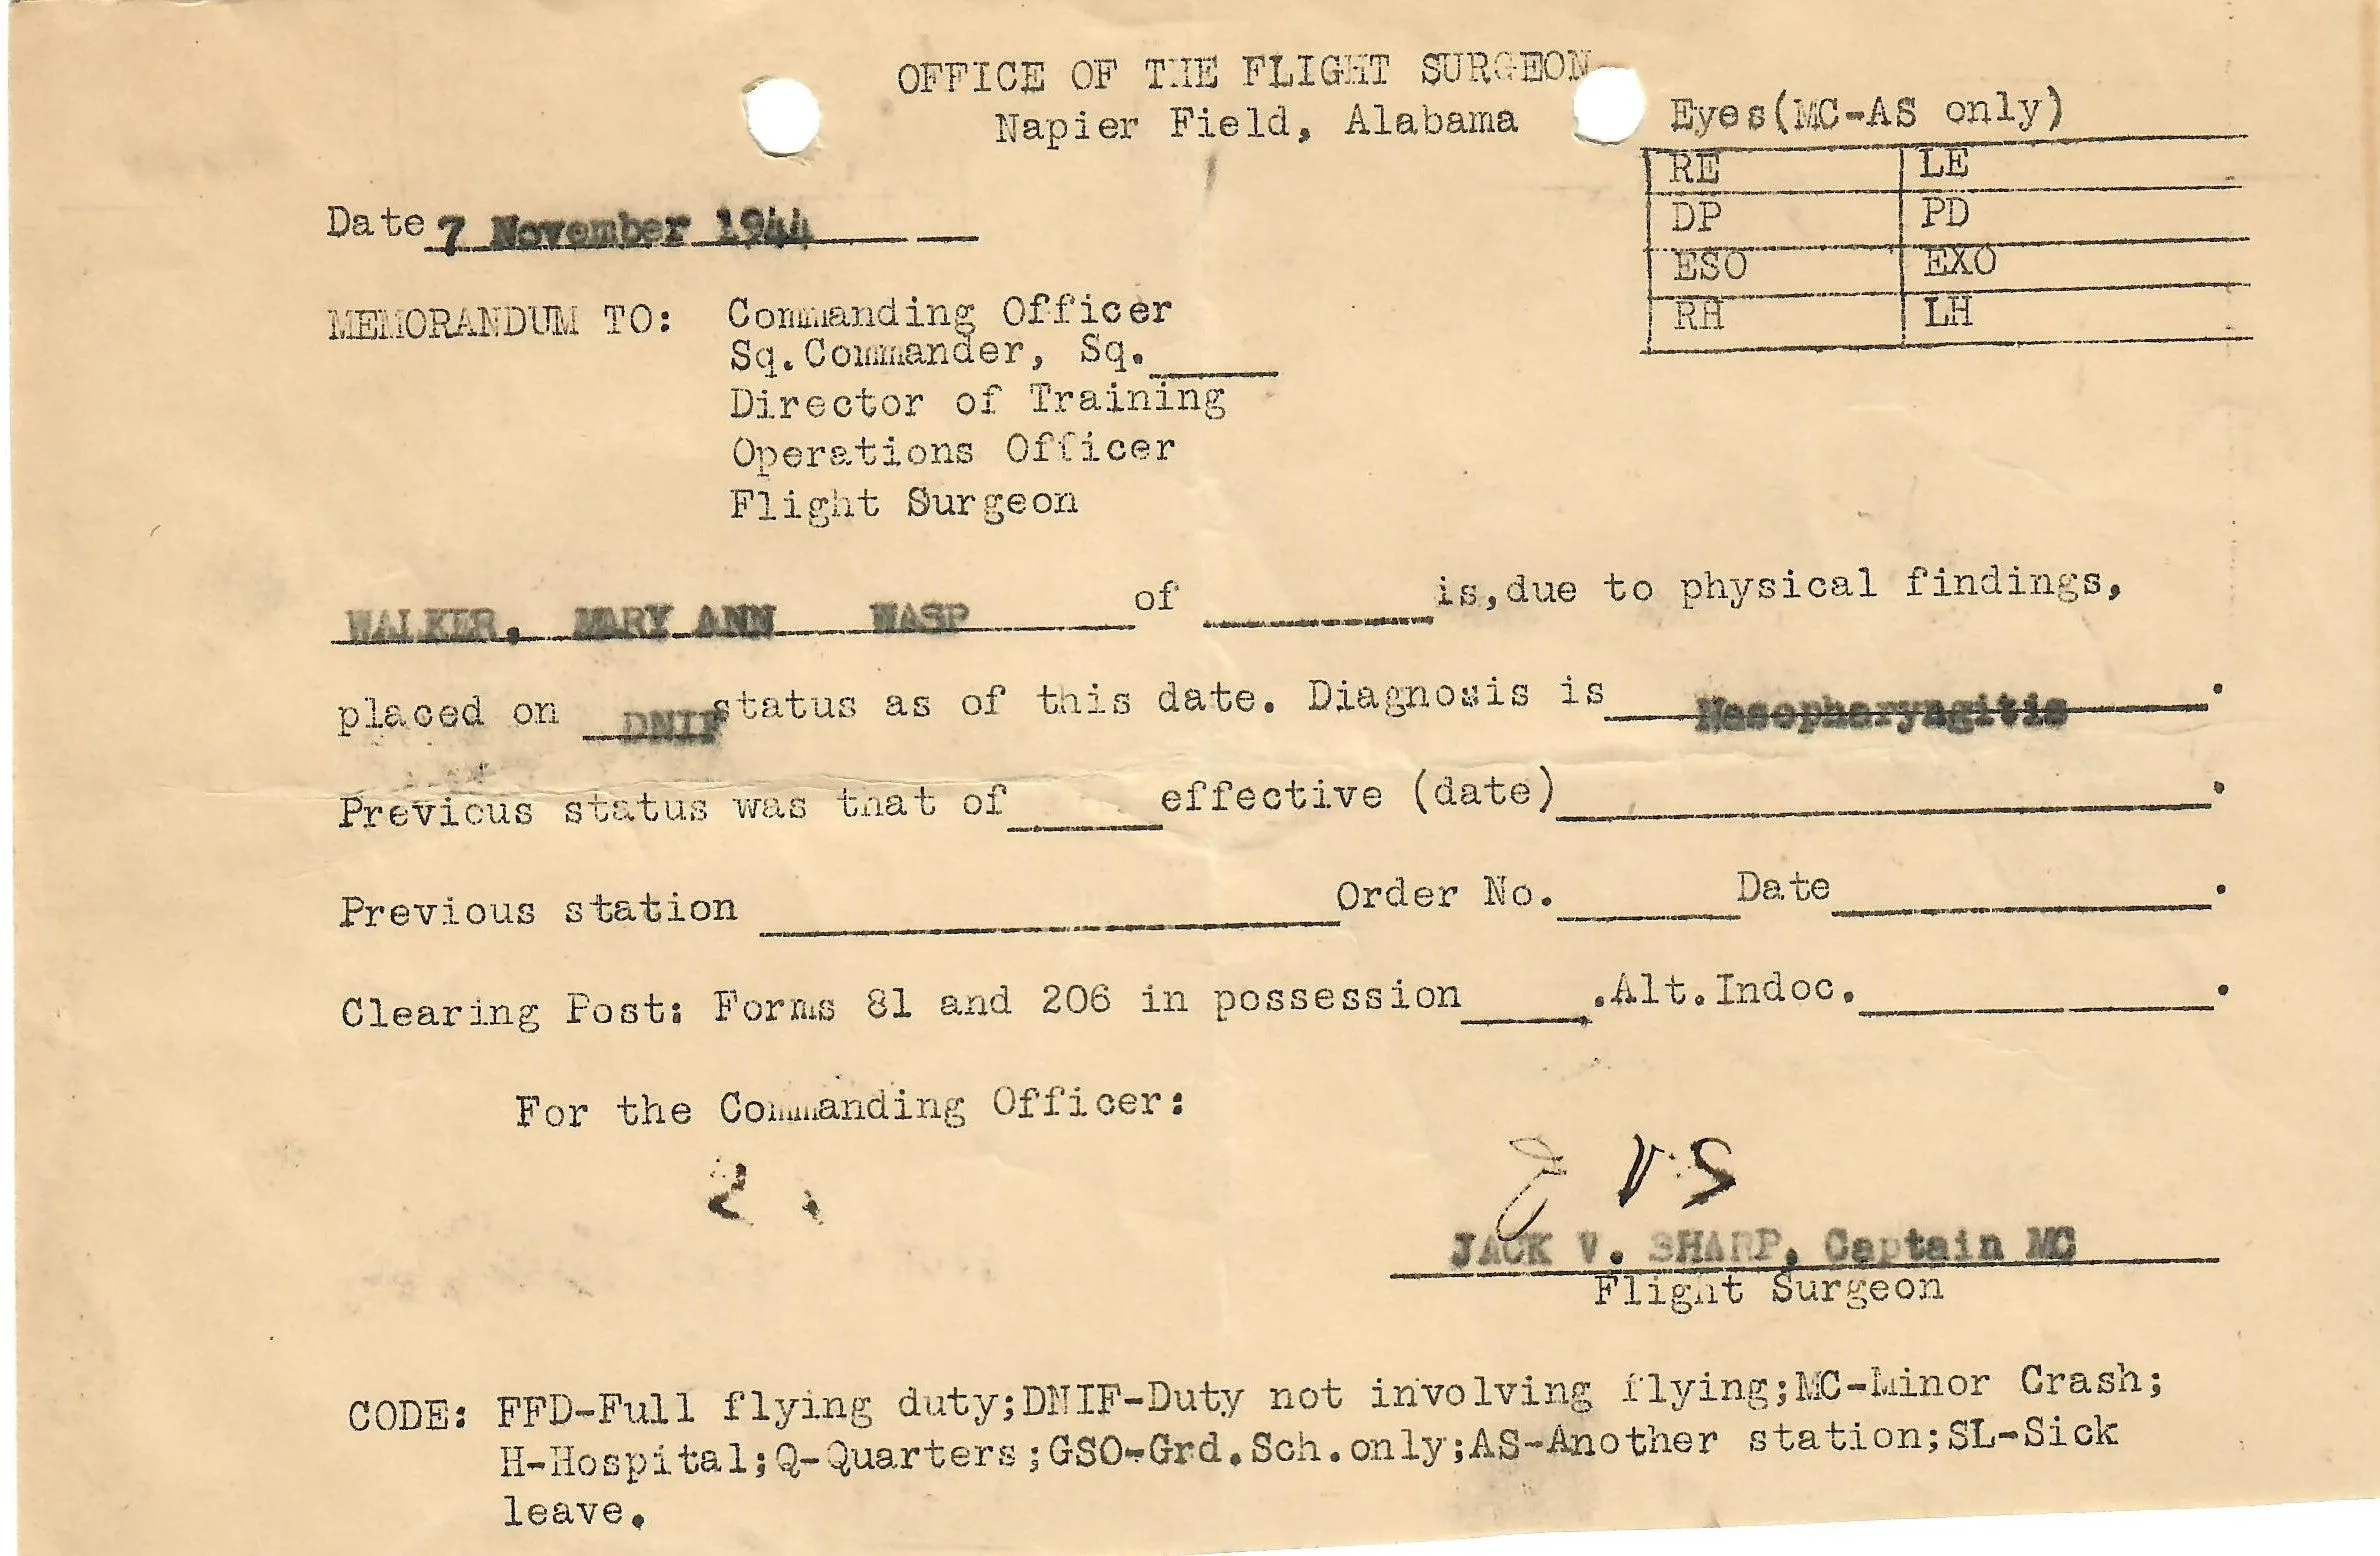 OFFICE OF THE FLIGHT SURGEON
Napier Field, Alabama
Eyes(MC-AS only)
RE LE
DP PD
ESO EXO
RH LH
Date 7 November 1944
MEMORANDUM TO: Commanding Officer
Sq.Commander, Sq.
Director of Training
Operations Officer
Flight Surgeon
WALKER, MARY ANN WASP of is,due to physical findings,
placed on DNIF status as of this date. Diagnosis is Nasopharyngitis.
Previous status was that of effective (date) .
Previous station Order No. Date .
Clearing Post: Forms 81 and 206 in possession .Alt.Indoc. .
For the Commanding Officer:
J V S
JACK V. SHARP, Captain MC
Flight Surgeon
CODE: FFD-Full flying duty;DNIF-Duty not involving flying;MC-Minor Crash;
H-Hospital;Q-Quarters;GSO-Grd.Sch.only;AS-Another station;SL-Sick
leave.